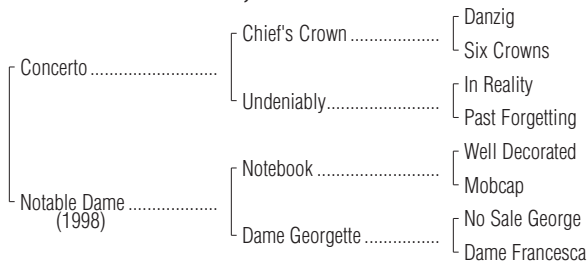 Danzig
Chief's Crown ..................
Six Crowns
Concerto .........................
In Reality
Undeniably......................
Past Forgetting
Well Decorated
Notebook ........................
Mobcap
Notable Dame ..................
(1998)
No Sale George
Dame Georgette ...............
Dame Francesca